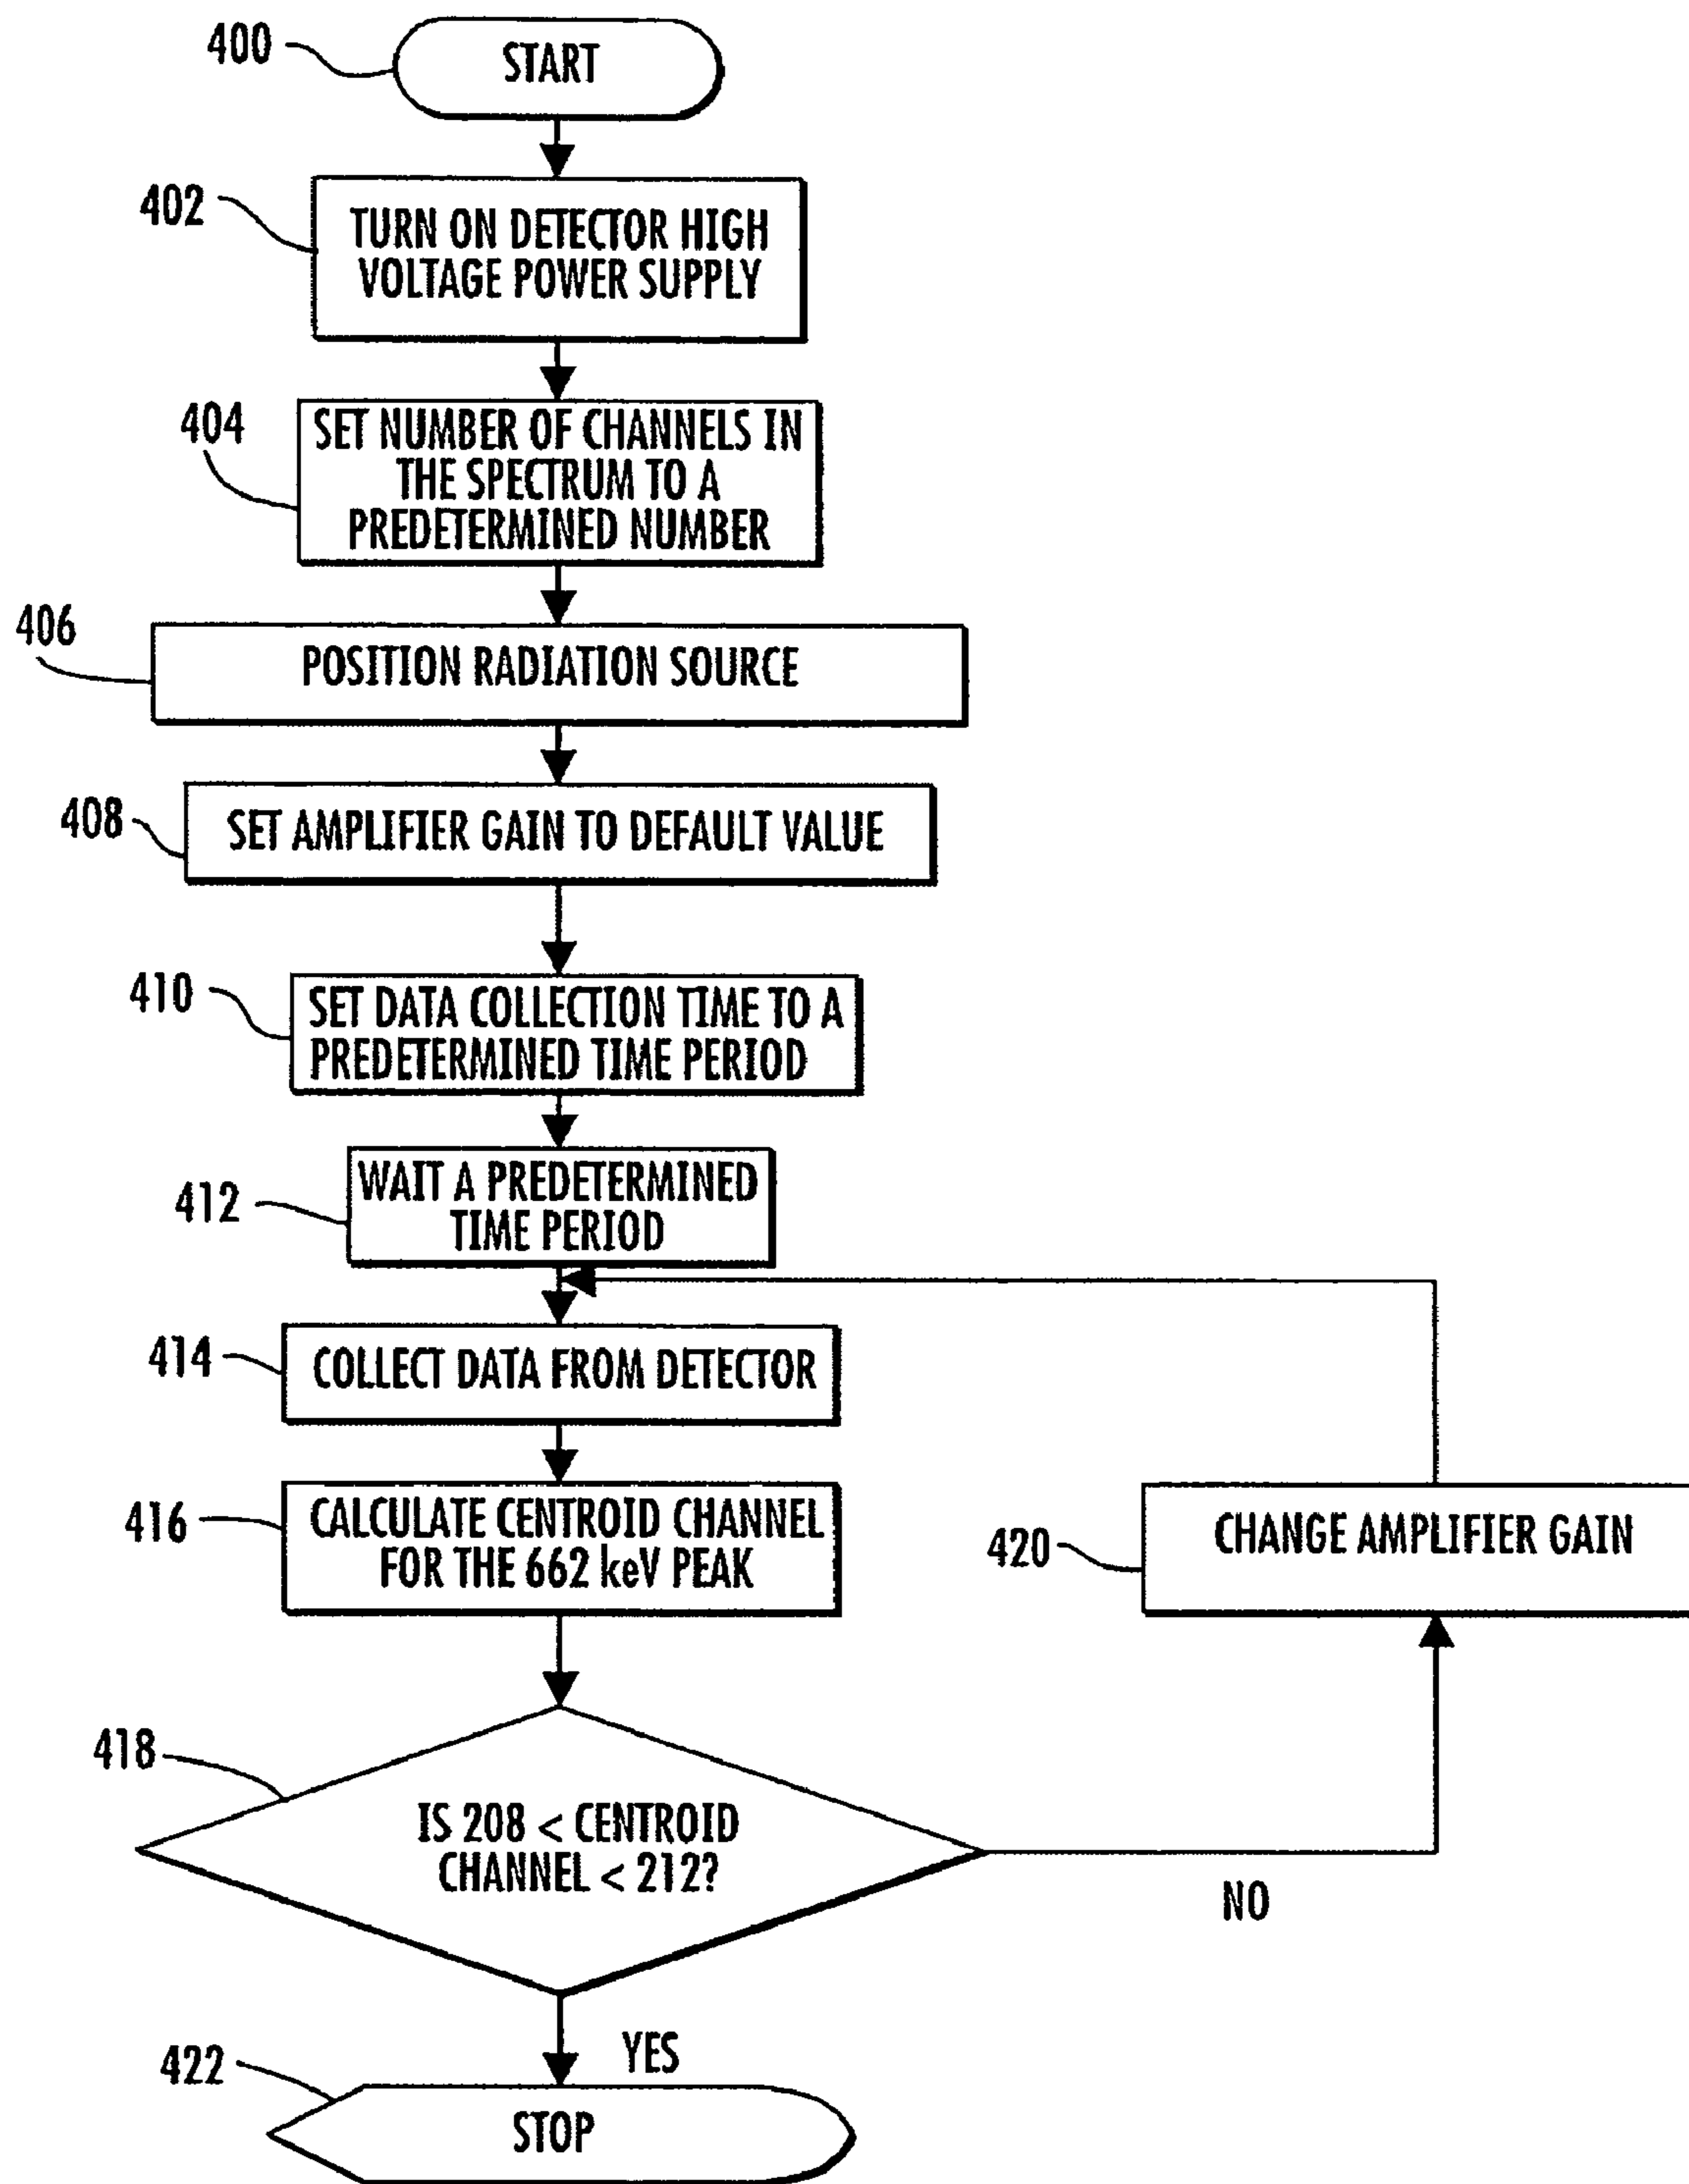 400
START
402
TURN ON DETECTOR HIGH
VOLTAGE POWER SUPPLY
404
SET NUMBER OF CHANNELS IN
THE SPECTRUM TO A
PREDETERMINED NUMBER
406
POSITION RADIATION SOURCE
408
SET AMPLIFIER GAIN TO DEFAULT VALUE
410
SET DATA COLLECTION TIME TO A
PREDETERMINED TIME PERIOD
412
WAIT A PREDETERMINED
TIME PERIOD
414
COLLECT DATA FROM DETECTOR
416
CALCULATE CENTROID CHANNEL
FOR THE 662 keV PEAK
420
CHANGE AMPLIFIER GAIN
418
IS 208 < CENTROID
CHANNEL < 212?
NO
YES
422
STOP